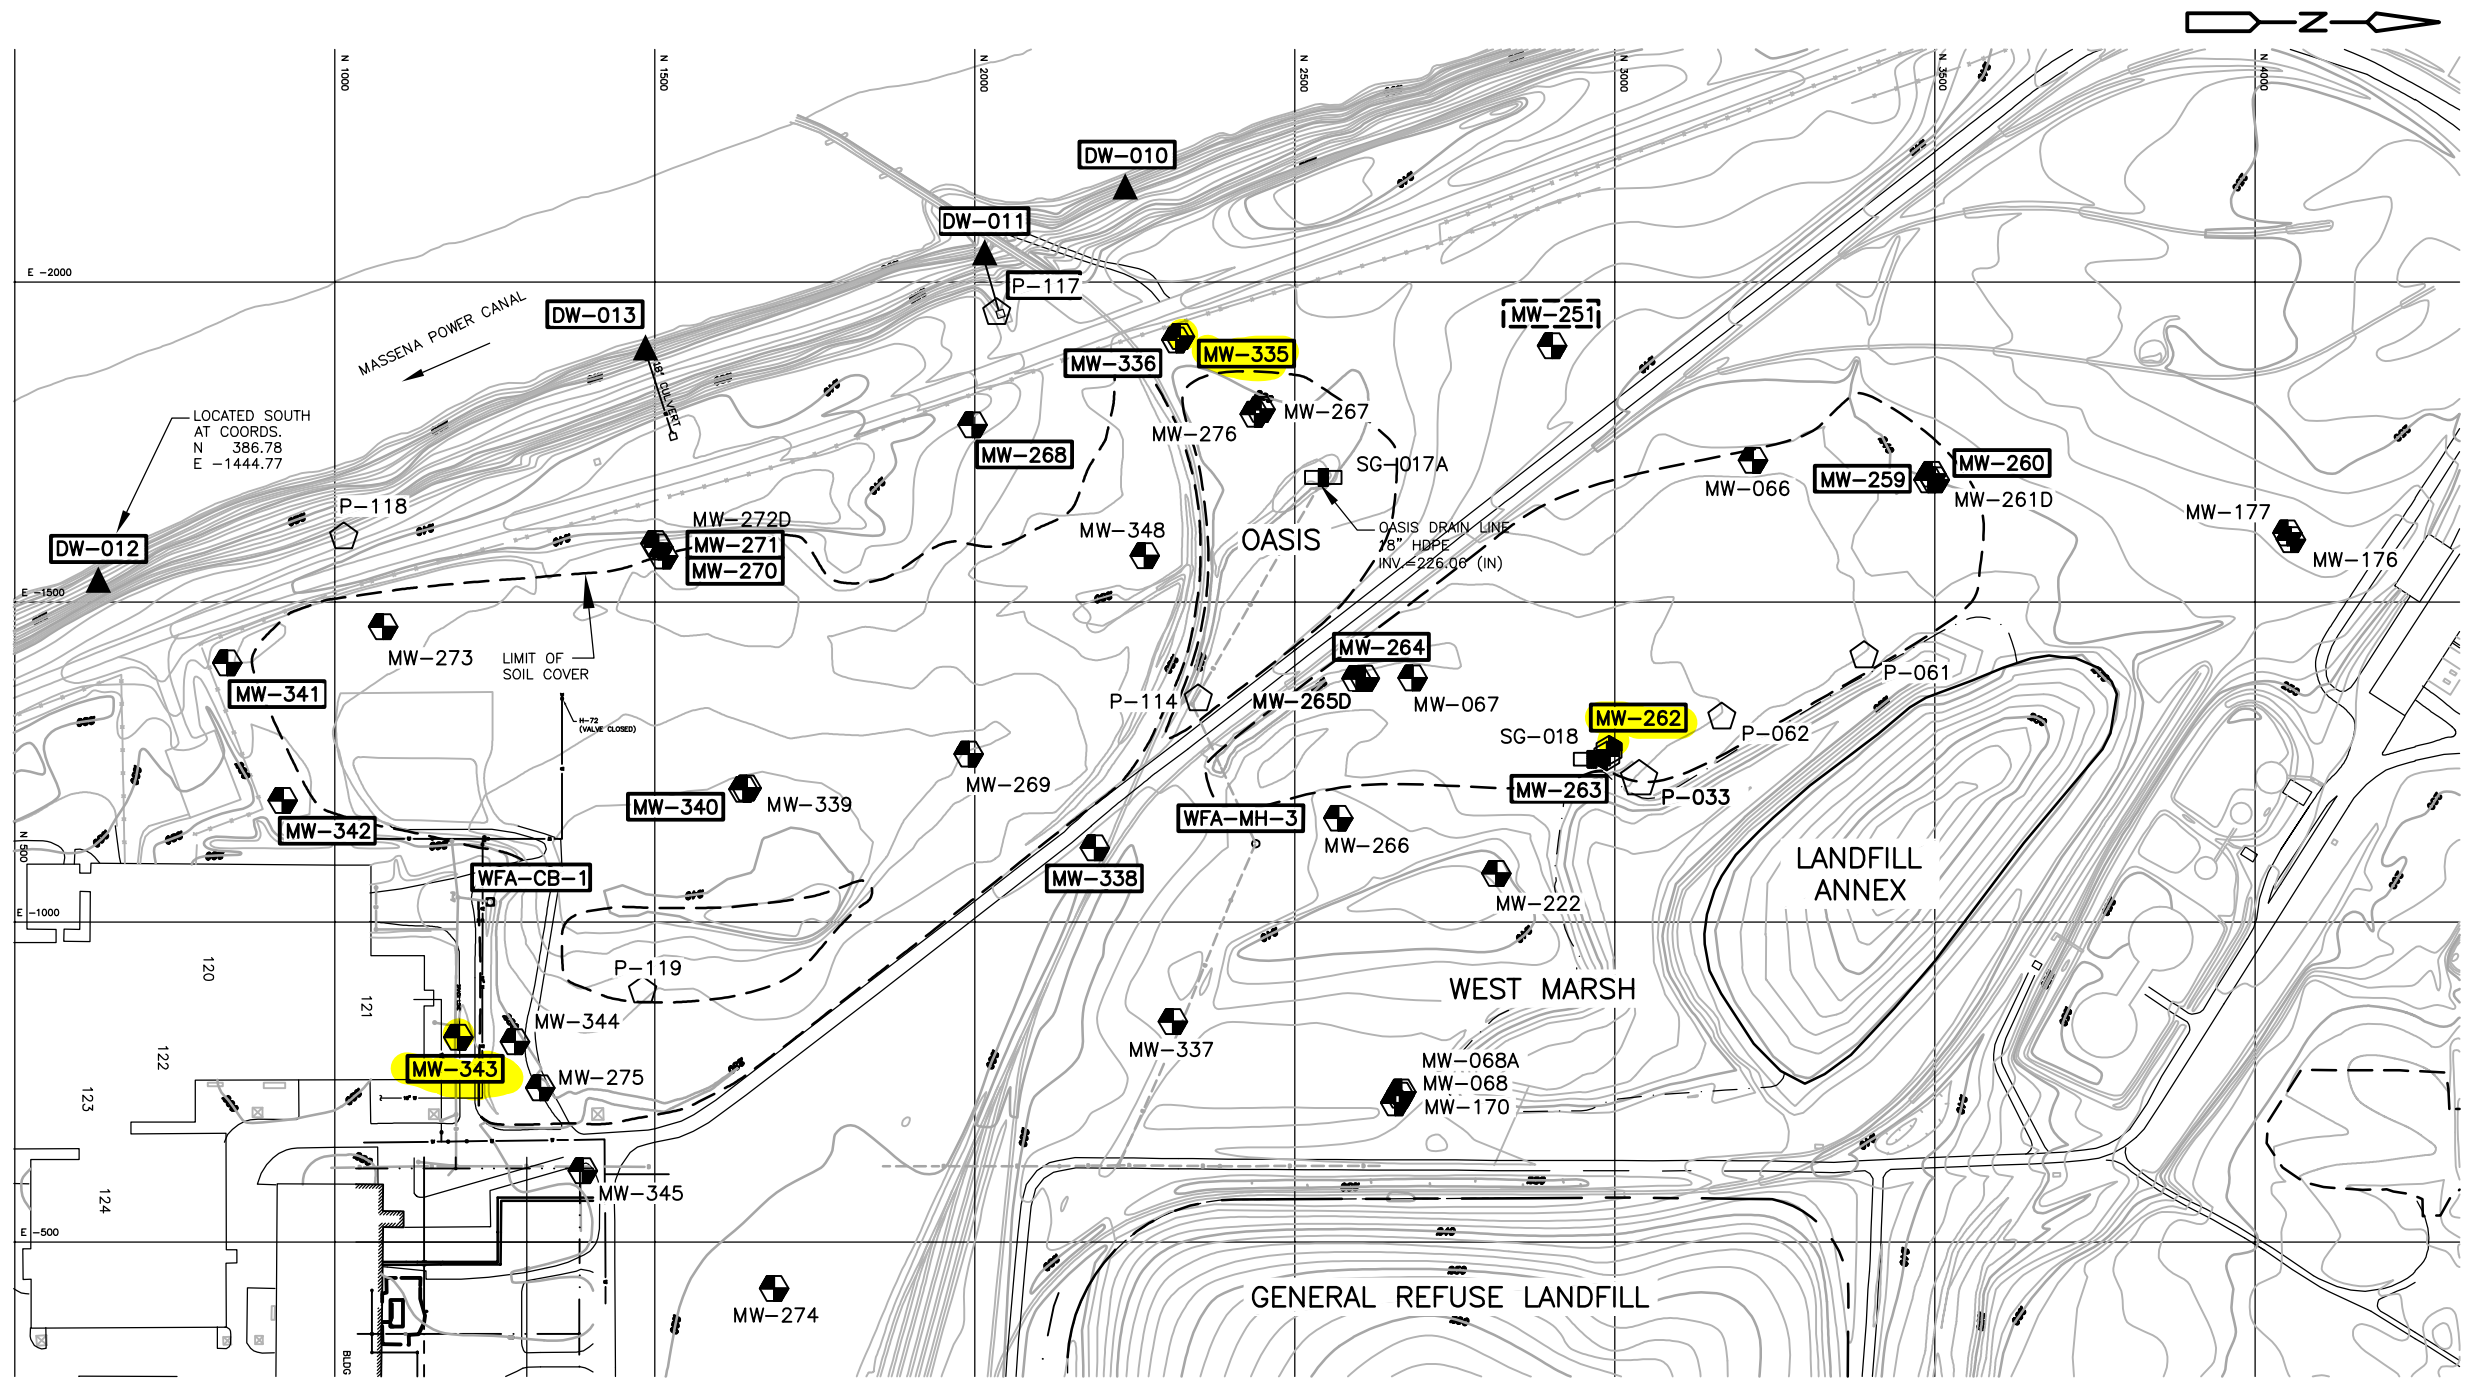 N
N 1000
N 1500
N 2000
N 2500
N 3000
N 3500
N 4000
DW-010
DW-011
E -2000
P-117
MASSENA POWER CANAL
DW-013
MW-251
MW-335
MW-336
18" CULVERT
LOCATED SOUTH
AT COORDS.
N 386.78
E -1444.77
MW-267
MW-276
MW-268
SG-017A
MW-260
MW-259
MW-066
MW-261D
P-118
MW-272D
MW-271
MW-270
MW-348
OASIS
OASIS DRAIN LINE
18" HDPE
INV.=226.06 (IN)
MW-177
MW-176
DW-012
E -1500
MW-273
LIMIT OF
SOIL COVER
MW-264
MW-341
P-114
MW-265D
MW-067
P-061
H-72
(VALVE CLOSED)
MW-262
SG-018
P-062
MW-269
MW-263
P-033
MW-340
MW-339
WFA-MH-3
MW-342
N 500
MW-266
LANDFILL
ANNEX
WFA-CB-1
MW-338
MW-222
E -1000
120
P-119
121
WEST MARSH
MW-344
MW-337
122
MW-343
MW-275
MW-068A
MW-068
MW-170
123
124
MW-345
E -500
MW-274
GENERAL REFUSE LANDFILL
BLDG